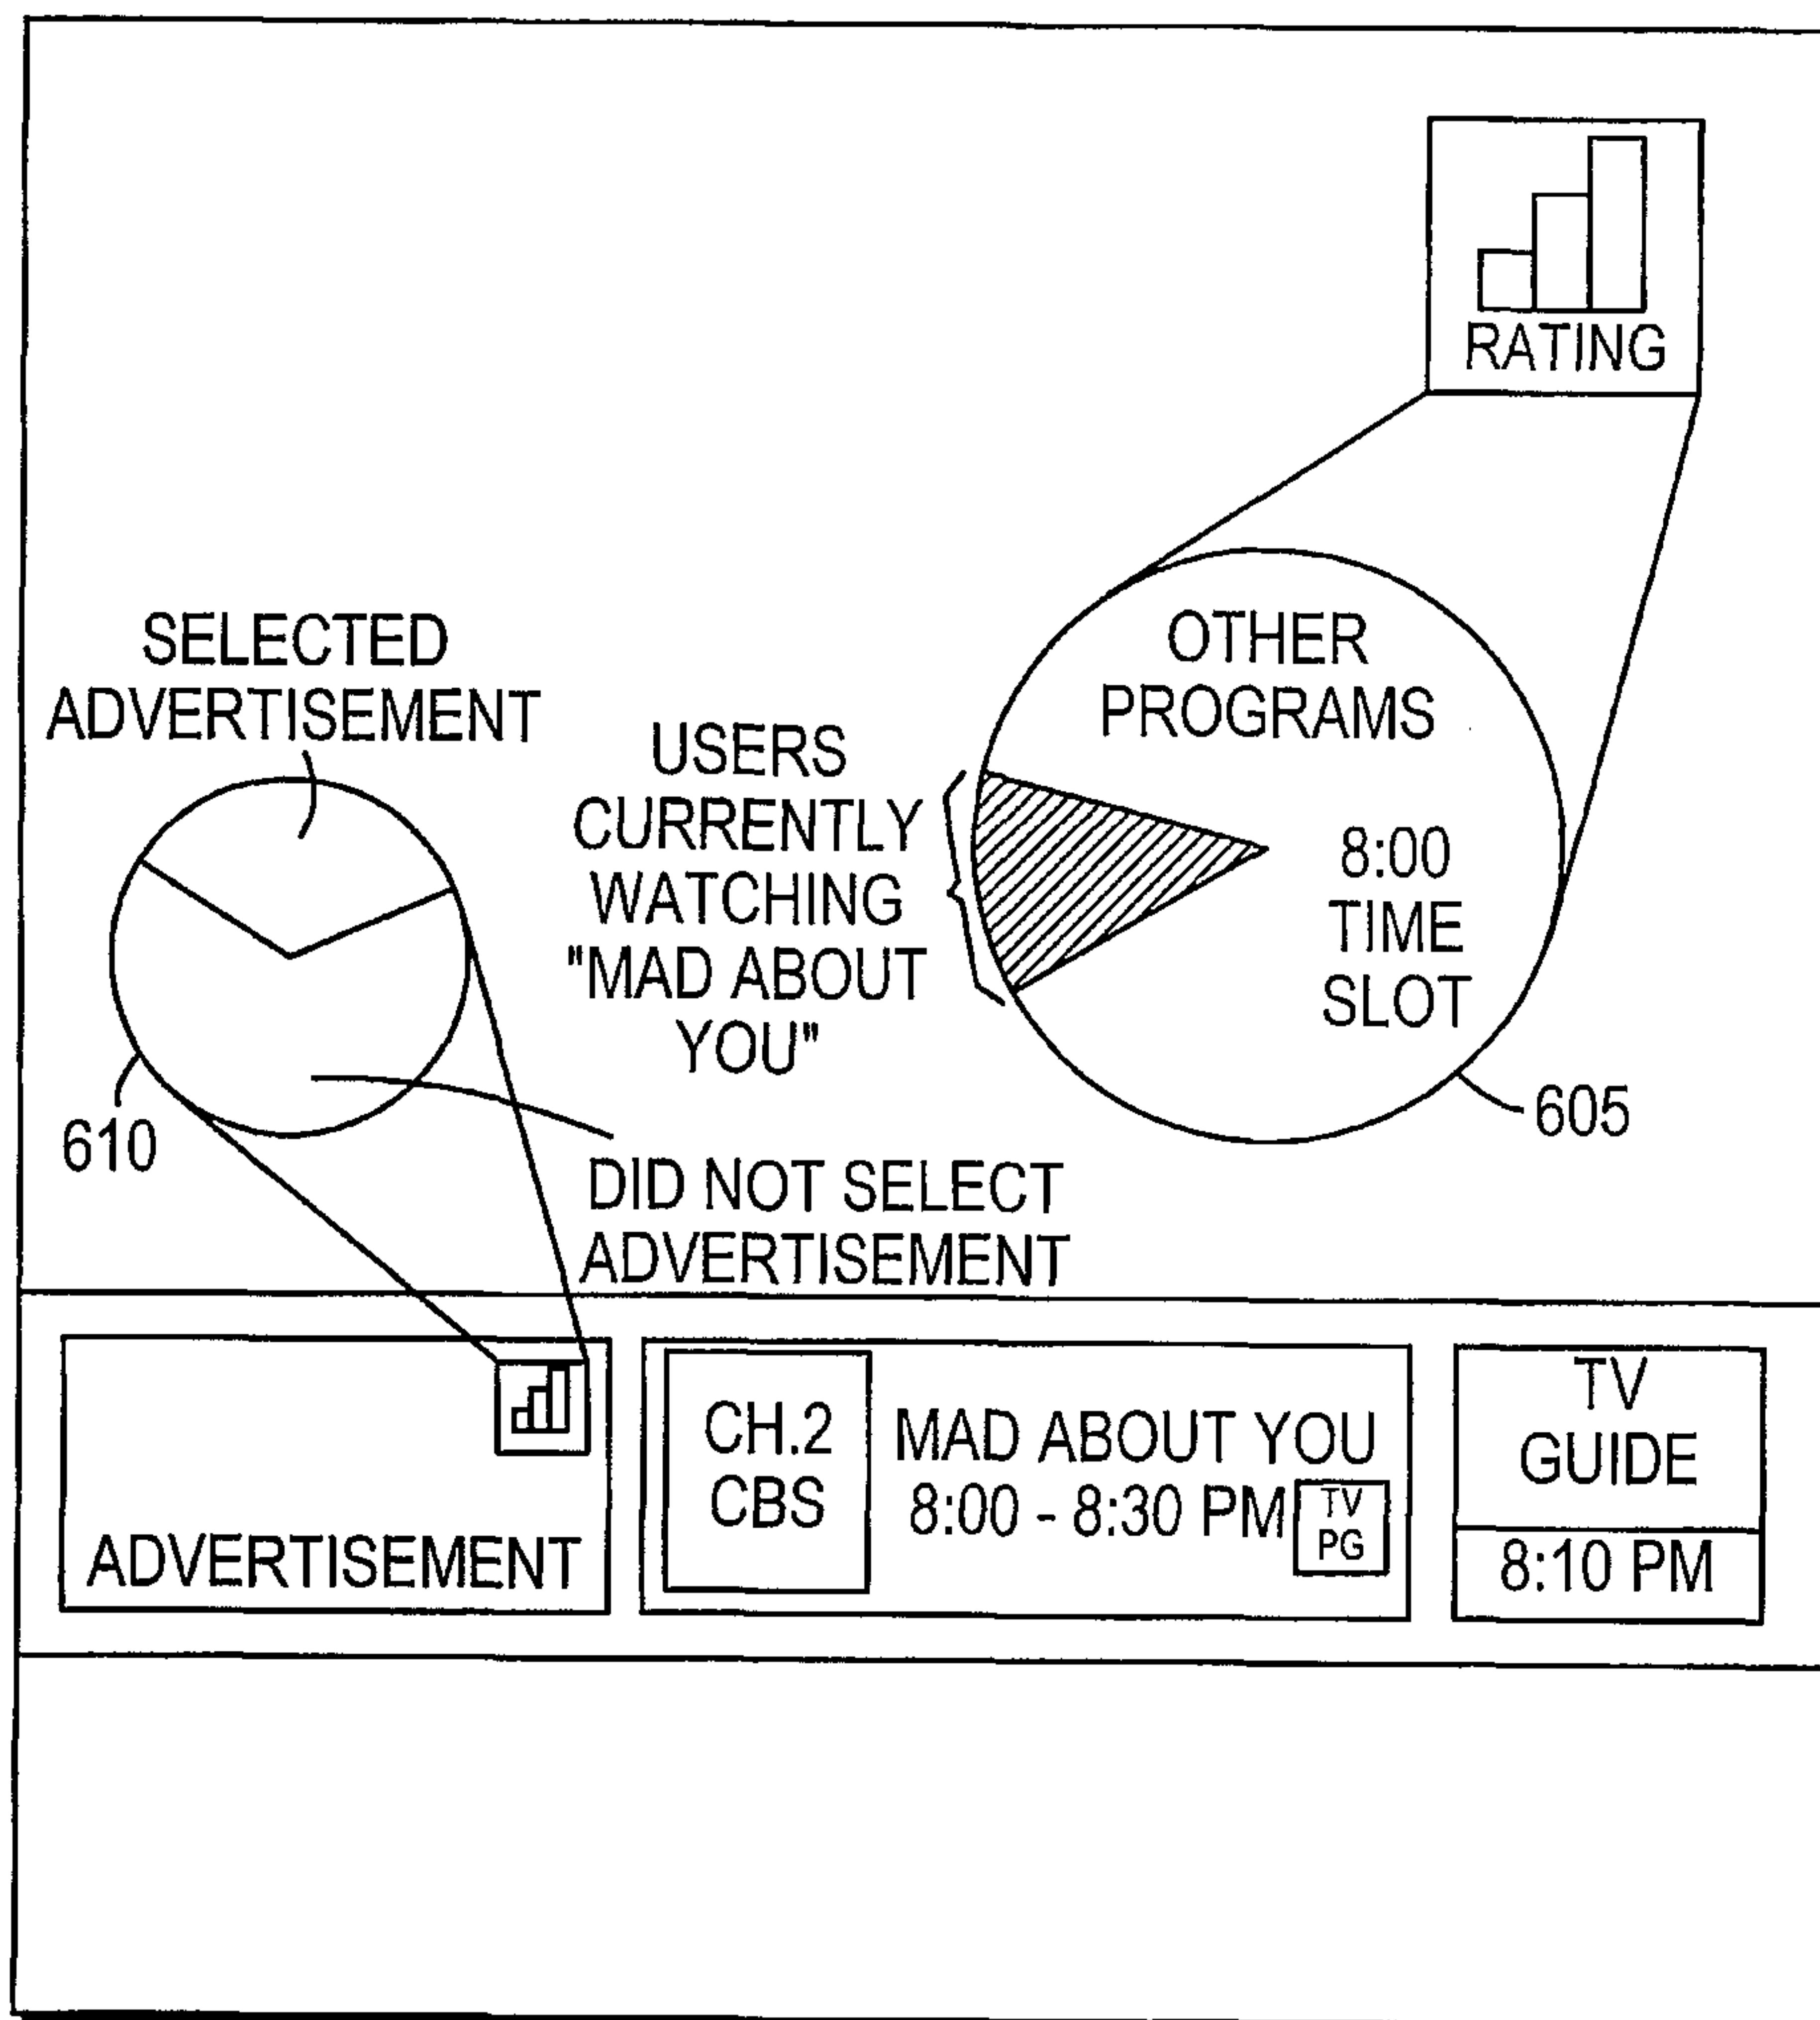 RATING
OTHER
PROGRAMS
8:00
TIME
SLOT
605
SELECTED
ADVERTISEMENT
USERS
CURRENTLY
WATCHING
"MAD ABOUT
YOU"
610
DID NOT SELECT
ADVERTISEMENT
ADVERTISEMENT
CH.2
CBS
MAD ABOUT YOU
8:00 - 8:30 PM
TV
PG
TV
GUIDE
8:10 PM